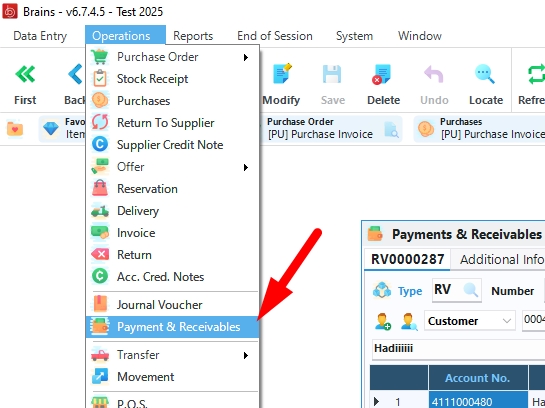 Brains - v6.7.4.5 - Test 2025
Data Entry Operations Reports End of Session System Window
First Back Modify Save Delete Undo Locate
Purchase Order
[PU] Purchase Invoice
Purchases
[PU] Purchase Invoice
Purchase Order
Stock Receipt
Purchases
Return To Supplier
Supplier Credit Note
Offer
Reservation
Delivery
Invoice
Return
Acc. Cred. Notes
Journal Voucher
Payment & Receivables
Transfer
Movement
P.O.S.
Payments & Receivables
RV0000287 Additional Info
Type RV Number
Customer 0004
Hadiiiiii
Account No.
1 4111000480 Ha